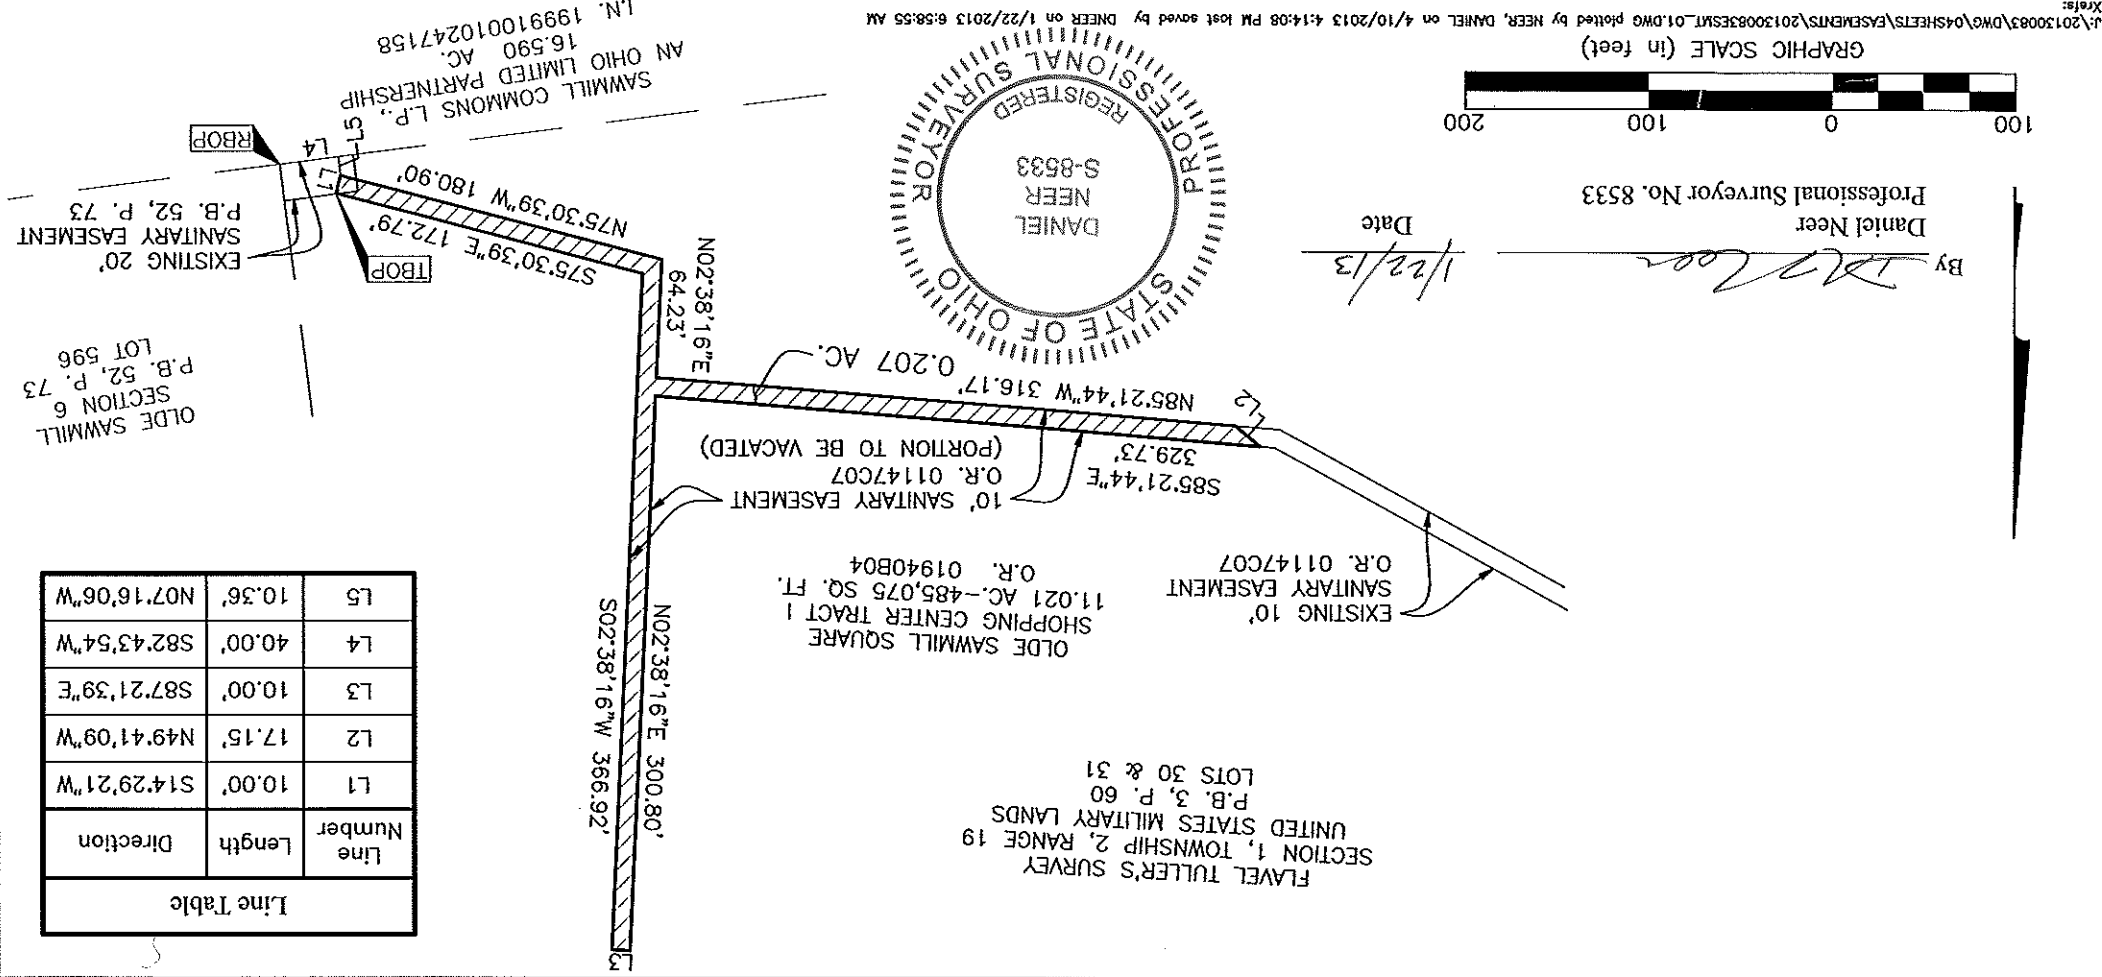 Line Table
Line Number
Length
Direction
L1
10.00'
S14°29'21"W
L2
17.15'
N49°41'09"W
L3
10.00'
S87°21'39"E
L4
40.00'
S82°43'54"W
L5
10.36'
N07°16'06"W
L3
FLAVEL TULLER'S SURVEY
SECTION 1, TOWNSHIP 2, RANGE 19
UNITED STATES MILITARY LANDS
P.B. 3, P. 60
LOTS 30 & 31
N02°38'16"E 300.80'
S02°38'16"W 366.92'
OLDE SAWMILL SQUARE
SHOPPING CENTER TRACT I
11.021 AC.-485,075 SQ. FT.
O.R. 01940B04
EXISTING 10'
SANITARY EASEMENT
O.R. 01147C07
10' SANITARY EASEMENT
O.R. 01147C07
(PORTION TO BE VACATED)
S85°21'44"E
329.73'
N85°21'44"W 316.17'
L2
0.207 AC.
OLDE SAWMILL
SECTION 6
P.B. 52, P. 73
LOT 596
N02°38'16"E
64.23'
TBOP
S75°30'39"E 172.79'
N75°30'39"W 180.90'
EXISTING 20'
SANITARY EASEMENT
P.B. 52, P. 73
L1
L4
L5
RBOP
SAWMILL COMMONS L.P.,
AN OHIO LIMITED PARTNERSHIP
16.590 AC.
I.N. 199910010247158
STATE OF OHIO
DANIEL
NEER
S-8533
REGISTERED
PROFESSIONAL SURVEYOR
By
Daniel Neer
Professional Surveyor No. 8533
1/22/13
Date
100
0
100
200
GRAPHIC SCALE (in feet)
J:\20130083\DWG\04SHEETS\EASEMENTS\20130083ESMT_01.DWG plotted by NEER, DANIEL on 4/10/2013 4:14:08 PM last saved by DNEER on 1/22/2013 6:58:55 AM
Xrefs: